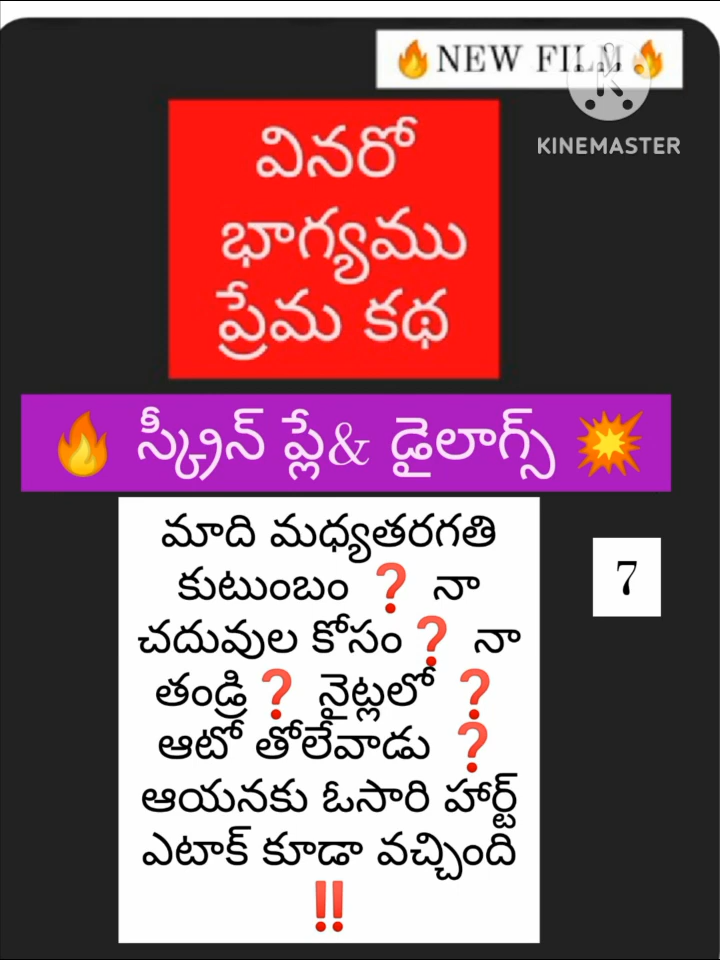 🔥NEW FILM🔥
KINEMASTER
వినరో
భాగ్యము
ప్రేమ కథ
🔥 స్క్రీన్ ప్లే& డైలాగ్స్ 💥
మాది మధ్యతరగతి
కుటుంబం ❓ నా
చదువుల కోసం❓ నా
తండ్రి❓ నైట్లలో ❓
ఆటో తోలేవాడు ❓
ఆయనకు ఓసారి హార్ట్
ఎటాక్ కూడా వచ్చింది
‼️
7